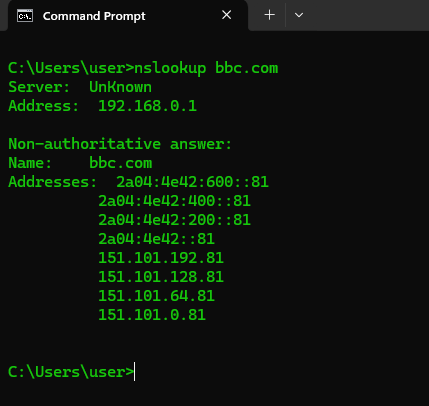 Command Prompt
C:\Users\user>nslookup bbc.com
Server:  UnKnown
Address:  192.168.0.1
Non-authoritative answer:
Name:    bbc.com
Addresses:  2a04:4e42:600::81
2a04:4e42:400::81
2a04:4e42:200::81
2a04:4e42::81
151.101.192.81
151.101.128.81
151.101.64.81
151.101.0.81
C:\Users\user>